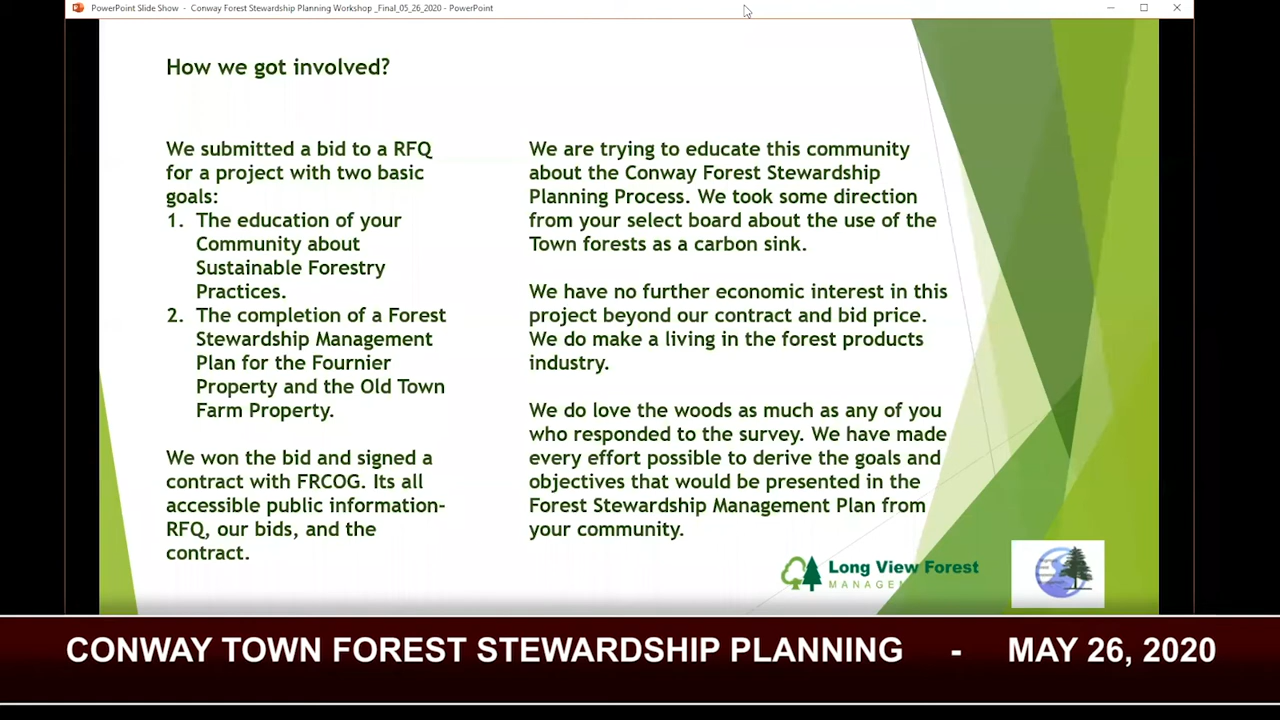 PowerPoint Slide Show - Conway Forest Stewardship Planning Workshop _Final_05_26_2020 - PowerPoint
How we got involved?
We submitted a bid to a RFQ
for a project with two basic
goals:
1. The education of your
Community about
Sustainable Forestry
Practices.
2. The completion of a Forest
Stewardship Management
Plan for the Fournier
Property and the Old Town
Farm Property.
We won the bid and signed a
contract with FRCOG. Its all
accessible public information-
RFQ, our bids, and the
contract.
We are trying to educate this community
about the Conway Forest Stewardship
Planning Process. We took some direction
from your select board about the use of the
Town forests as a carbon sink.
We have no further economic interest in this
project beyond our contract and bid price.
We do make a living in the forest products
industry.
We do love the woods as much as any of you
who responded to the survey. We have made
every effort possible to derive the goals and
objectives that would be presented in the
Forest Stewardship Management Plan from
your community.
Long View Forest
CONWAY TOWN FOREST STEWARDSHIP PLANNING - MAY 26, 2020